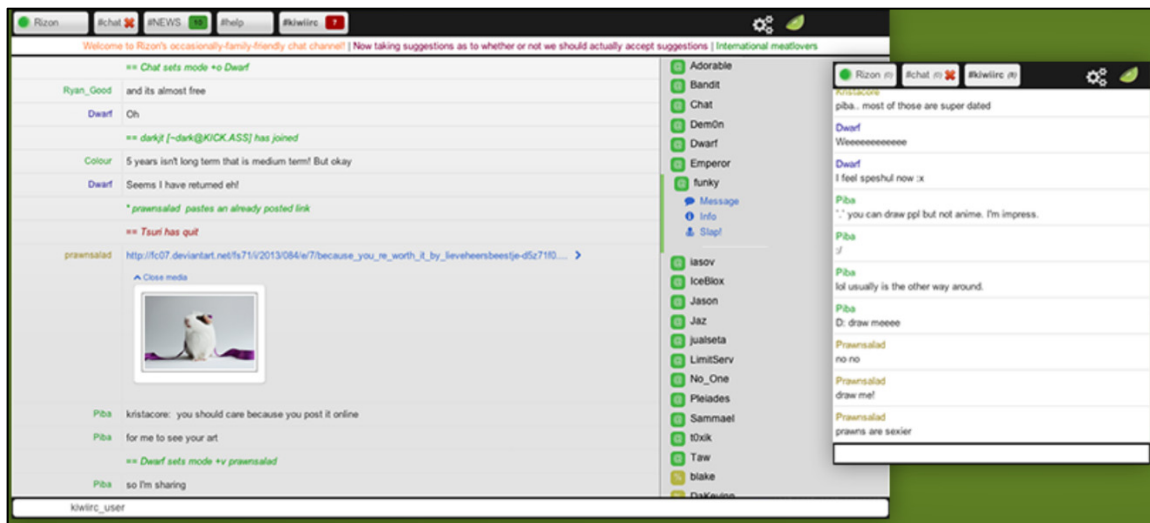 Rizon #chat #NEWS 10 #help #kiwiirc 7
Welcome to Rizon's occasionally-family-friendly chat channel! | Now taking suggestions as to whether or not we should actually accept suggestions | International meatlovers
== Chat sets mode +o Dwarf
Ryan_Good and its almost free
Dwarf Oh
== darkjt [~dark@KICK.ASS] has joined
Colour 5 years isn't long term that is medium term! But okay
Dwarf Seems I have returned eh!
* prawnsalad pastes an already posted link
== Tsuri has quit
prawnsalad http://fc07.deviantart.net/fs71/i/2013/084/e/7/because_you_re_worth_it_by_lieveheersbeestje-d5z71f0....
Close media
Piba kristacore: you should care because you post it online
Piba for me to see your art
== Dwarf sets mode +v prawnsalad
Piba so I'm sharing
kiwiirc_user
Adorable
Bandit
Chat
Dem0n
Dwarf
Emperor
funky
Message
Info
Slap!
iasov
IceBlox
Jason
Jaz
jualseta
LimitServ
No_One
Pleiades
Sammael
t0xik
Taw
blake
DaKevinn
Rizon (0) #chat (0) #kiwiirc (8)
Kristacore
piba.. most of those are super dated
Dwarf
Weeeeeeeeeeee
Dwarf
I feel speshul now :x
Piba
'.' you can draw ppl but not anime. I'm impress.
Piba
:/
Piba
lol usually is the other way around.
Piba
D: draw meeee
Prawnsalad
no no
Prawnsalad
draw me!
Prawnsalad
prawns are sexier